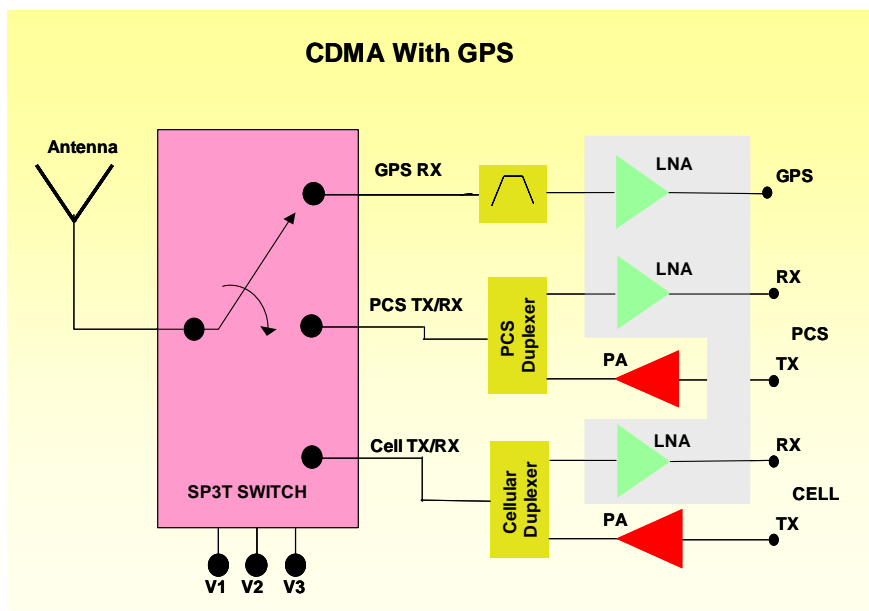 CDMA With GPS
Antenna
GPS RX
LNA
GPS
LNA
RX
PCS TX/RX
PCS
Duplexer
PCS
PA
TX
Cell TX/RX
LNA
RX
SP3T SWITCH
Cellular
Duplexer
CELL
PA
TX
V1 V2 V3